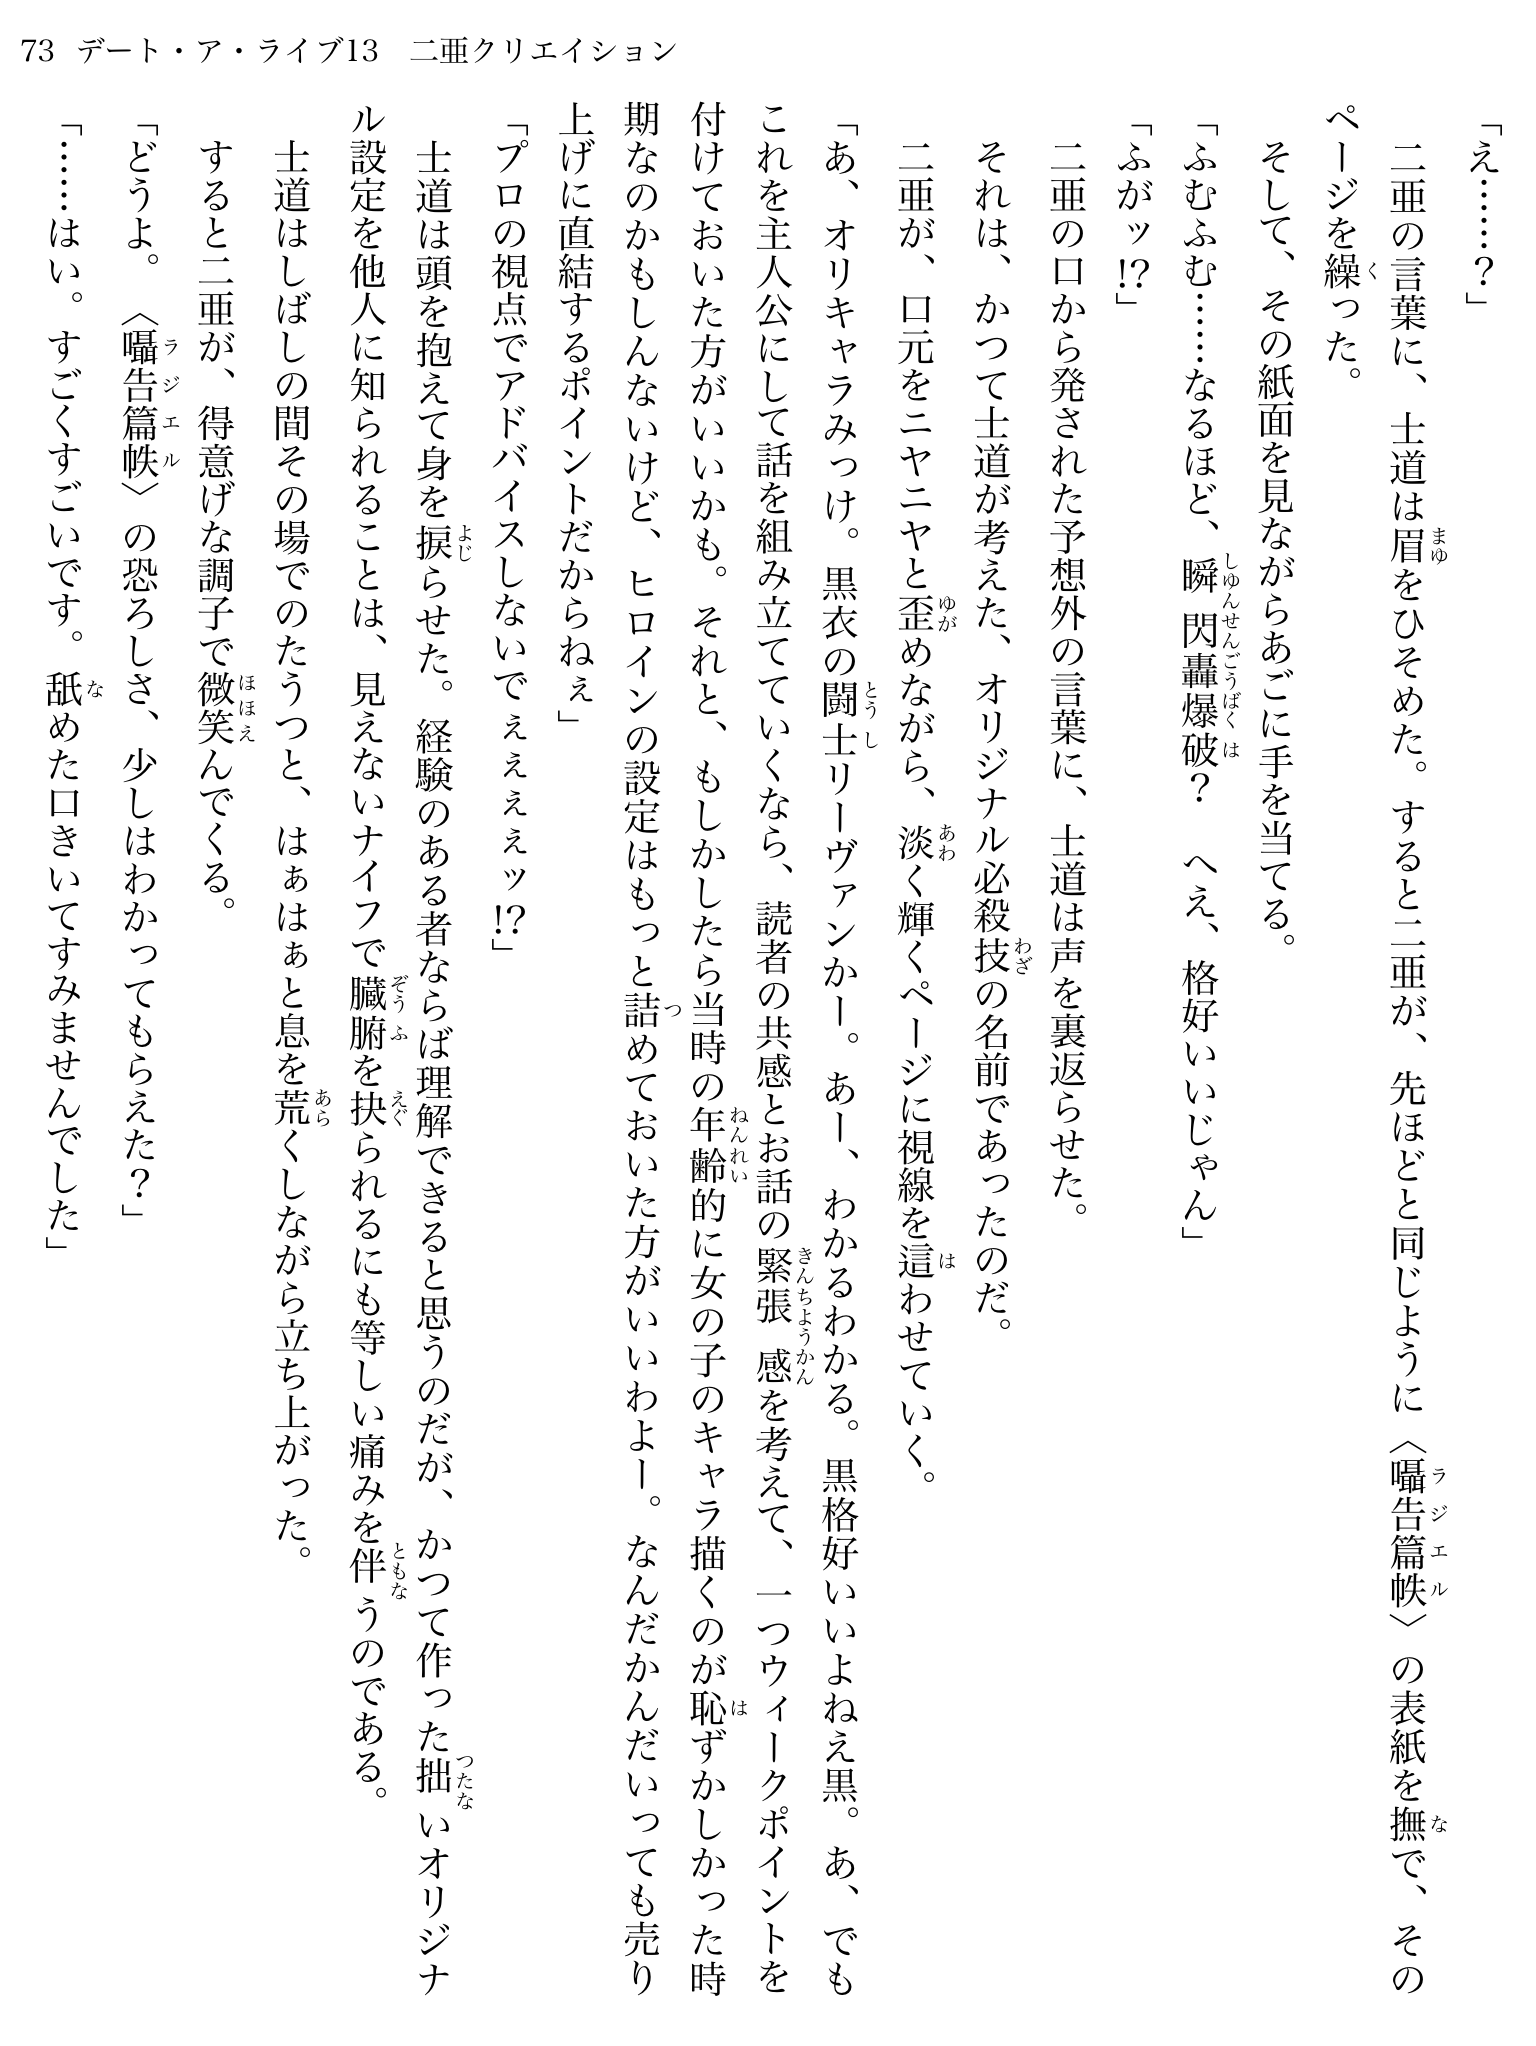 73 デート・ア・ライブ13　二亜クリエイション
「え……？」
　二亜の言葉に、士道は眉をひそめた。すると二亜が、先ほどと同じように〈囁告篇帙〉の表紙を撫で、その
ページを繰った。
　そして、その紙面を見ながらあごに手を当てる。
「ふむふむ……なるほど、瞬閃轟爆破？　へえ、格好いいじゃん」
「ふがッ!?」
　二亜の口から発された予想外の言葉に、士道は声を裏返らせた。
　それは、かつて士道が考えた、オリジナル必殺技の名前であったのだ。
　二亜が、口元をニヤニヤと歪めながら、淡く輝くページに視線を這わせていく。
「あ、オリキャラみっけ。黒衣の闘士リーヴァンかー。あー、わかるわかる。黒格好いいよねえ黒。あ、でも
これを主人公にして話を組み立てていくなら、読者の共感とお話の緊張感を考えて、一つウィークポイントを
付けておいた方がいいかも。それと、もしかしたら当時の年齢的に女の子のキャラ描くのが恥ずかしかった時
期なのかもしんないけど、ヒロインの設定はもっと詰めておいた方がいいわよー。なんだかんだいっても売り
上げに直結するポイントだからねぇ」
「プロの視点でアドバイスしないでぇぇぇぇッ!?」
　士道は頭を抱えて身を捩らせた。経験のある者ならば理解できると思うのだが、かつて作った拙いオリジナ
ル設定を他人に知られることは、見えないナイフで臓腑を抉られるにも等しい痛みを伴うのである。
　士道はしばしの間その場でのたうつと、はぁはぁと息を荒くしながら立ち上がった。
　すると二亜が、得意げな調子で微笑んでくる。
「どうよ。〈囁告篇帙〉の恐ろしさ、少しはわかってもらえた？」
「……はい。すごくすごいです。舐めた口きいてすみませんでした」